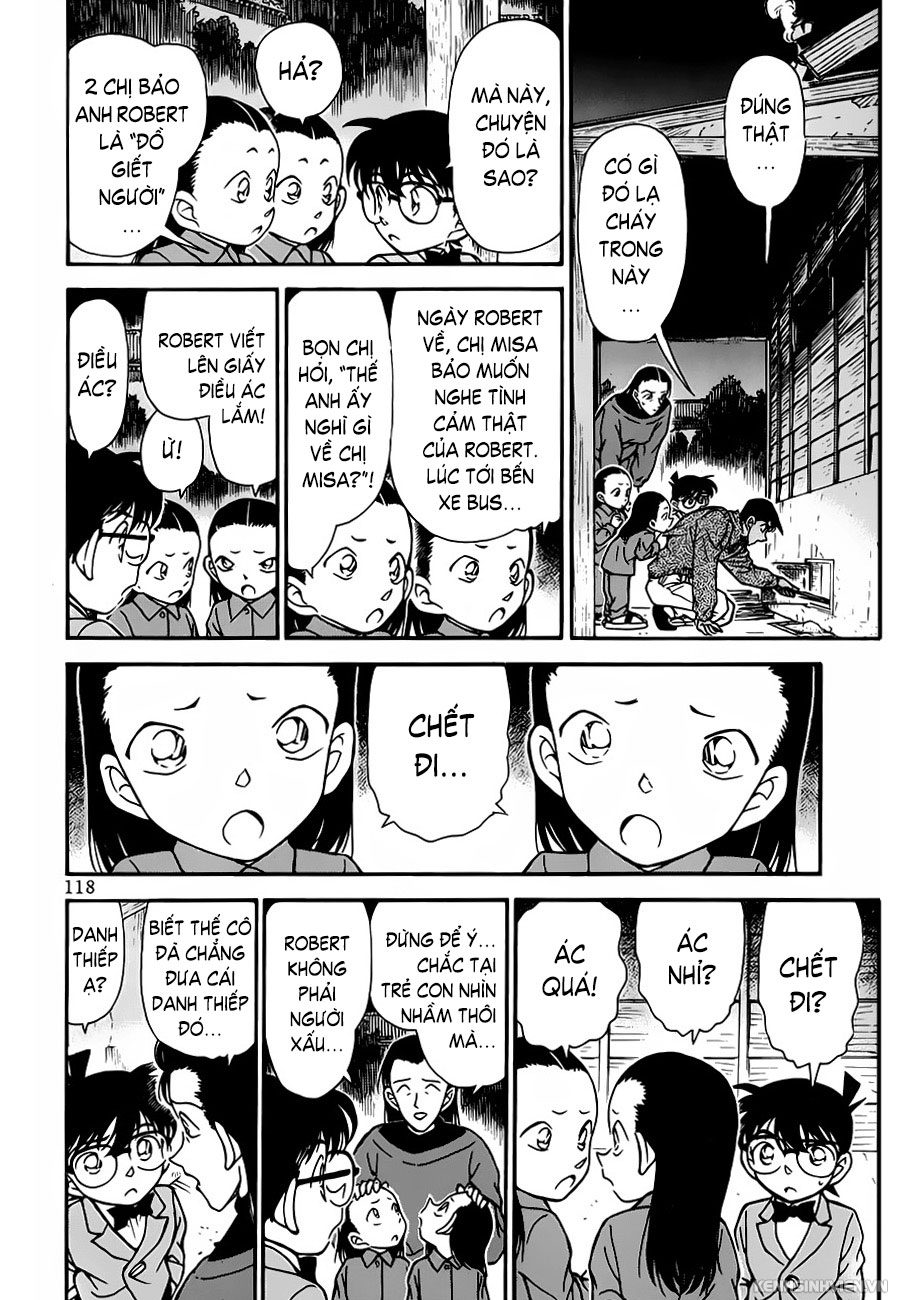 ĐÚNG
THẬT
...
CÓ GÌ
ĐÓ LẠ
CHÁY
TRONG
NÀY
...
MÀ NÀY,
CHUYỆN
ĐÓ LÀ
SAO?
HẢ?
2 CHỊ BẢO
ANH ROBERT
LÀ "ĐỒ
GIẾT
NGƯỜI"
...
NGÀY ROBERT
VỀ, CHỊ MISA
BẢO MUỐN
NGHE TÌNH
CẢM THẬT
CỦA ROBERT.
LÚC TỚI BẾN
XE BUS...
BỌN CHỊ
HỎI, "THẾ
ANH ẤY
NGHĨ GÌ
VỀ CHỊ
MISA?"!
ROBERT VIẾT
LÊN GIẤY
ĐIỀU ÁC
LẮM!
Ừ!
ĐIỀU
ÁC?
CHẾT
ĐI...
118
CHẾT
ĐI?
ÁC
NHỈ?
ÁC
QUÁ!
ĐỪNG ĐỂ Ý...
CHẮC TẠI
TRẺ CON NHÌN
NHẦM THÔI
MÀ...
ROBERT
KHÔNG
PHẢI
NGƯỜI
XẤU...
BIẾT THẾ CÔ
ĐÃ CHẲNG
ĐƯA CÁI
DANH THIẾP
ĐÓ...
DANH
THIẾP
Ạ?
KENHSINHVIEN.VN